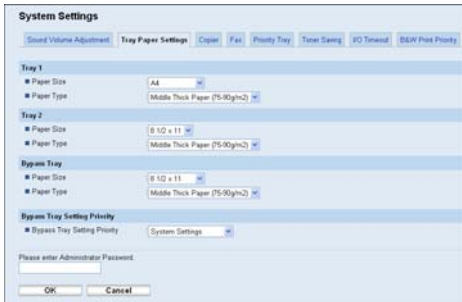 System Settings
Sound Volume Adjustment Tray Paper Settings Copier Fax Priority Tray Toner Saving I/O Timeout B&W Print Priority
Tray 1
Paper Size A4
Paper Type Middle Thick Paper (75-90g/m2)
Tray 2
Paper Size 8 1/2 x 11
Paper Type Middle Thick Paper (75-90g/m2)
Bypass Tray
Paper Size 8 1/2 x 11
Paper Type Middle Thick Paper (75-90g/m2)
Bypass Tray Setting Priority
Bypass Tray Setting Priority System Settings
Please enter Administrator Password.
OK Cancel